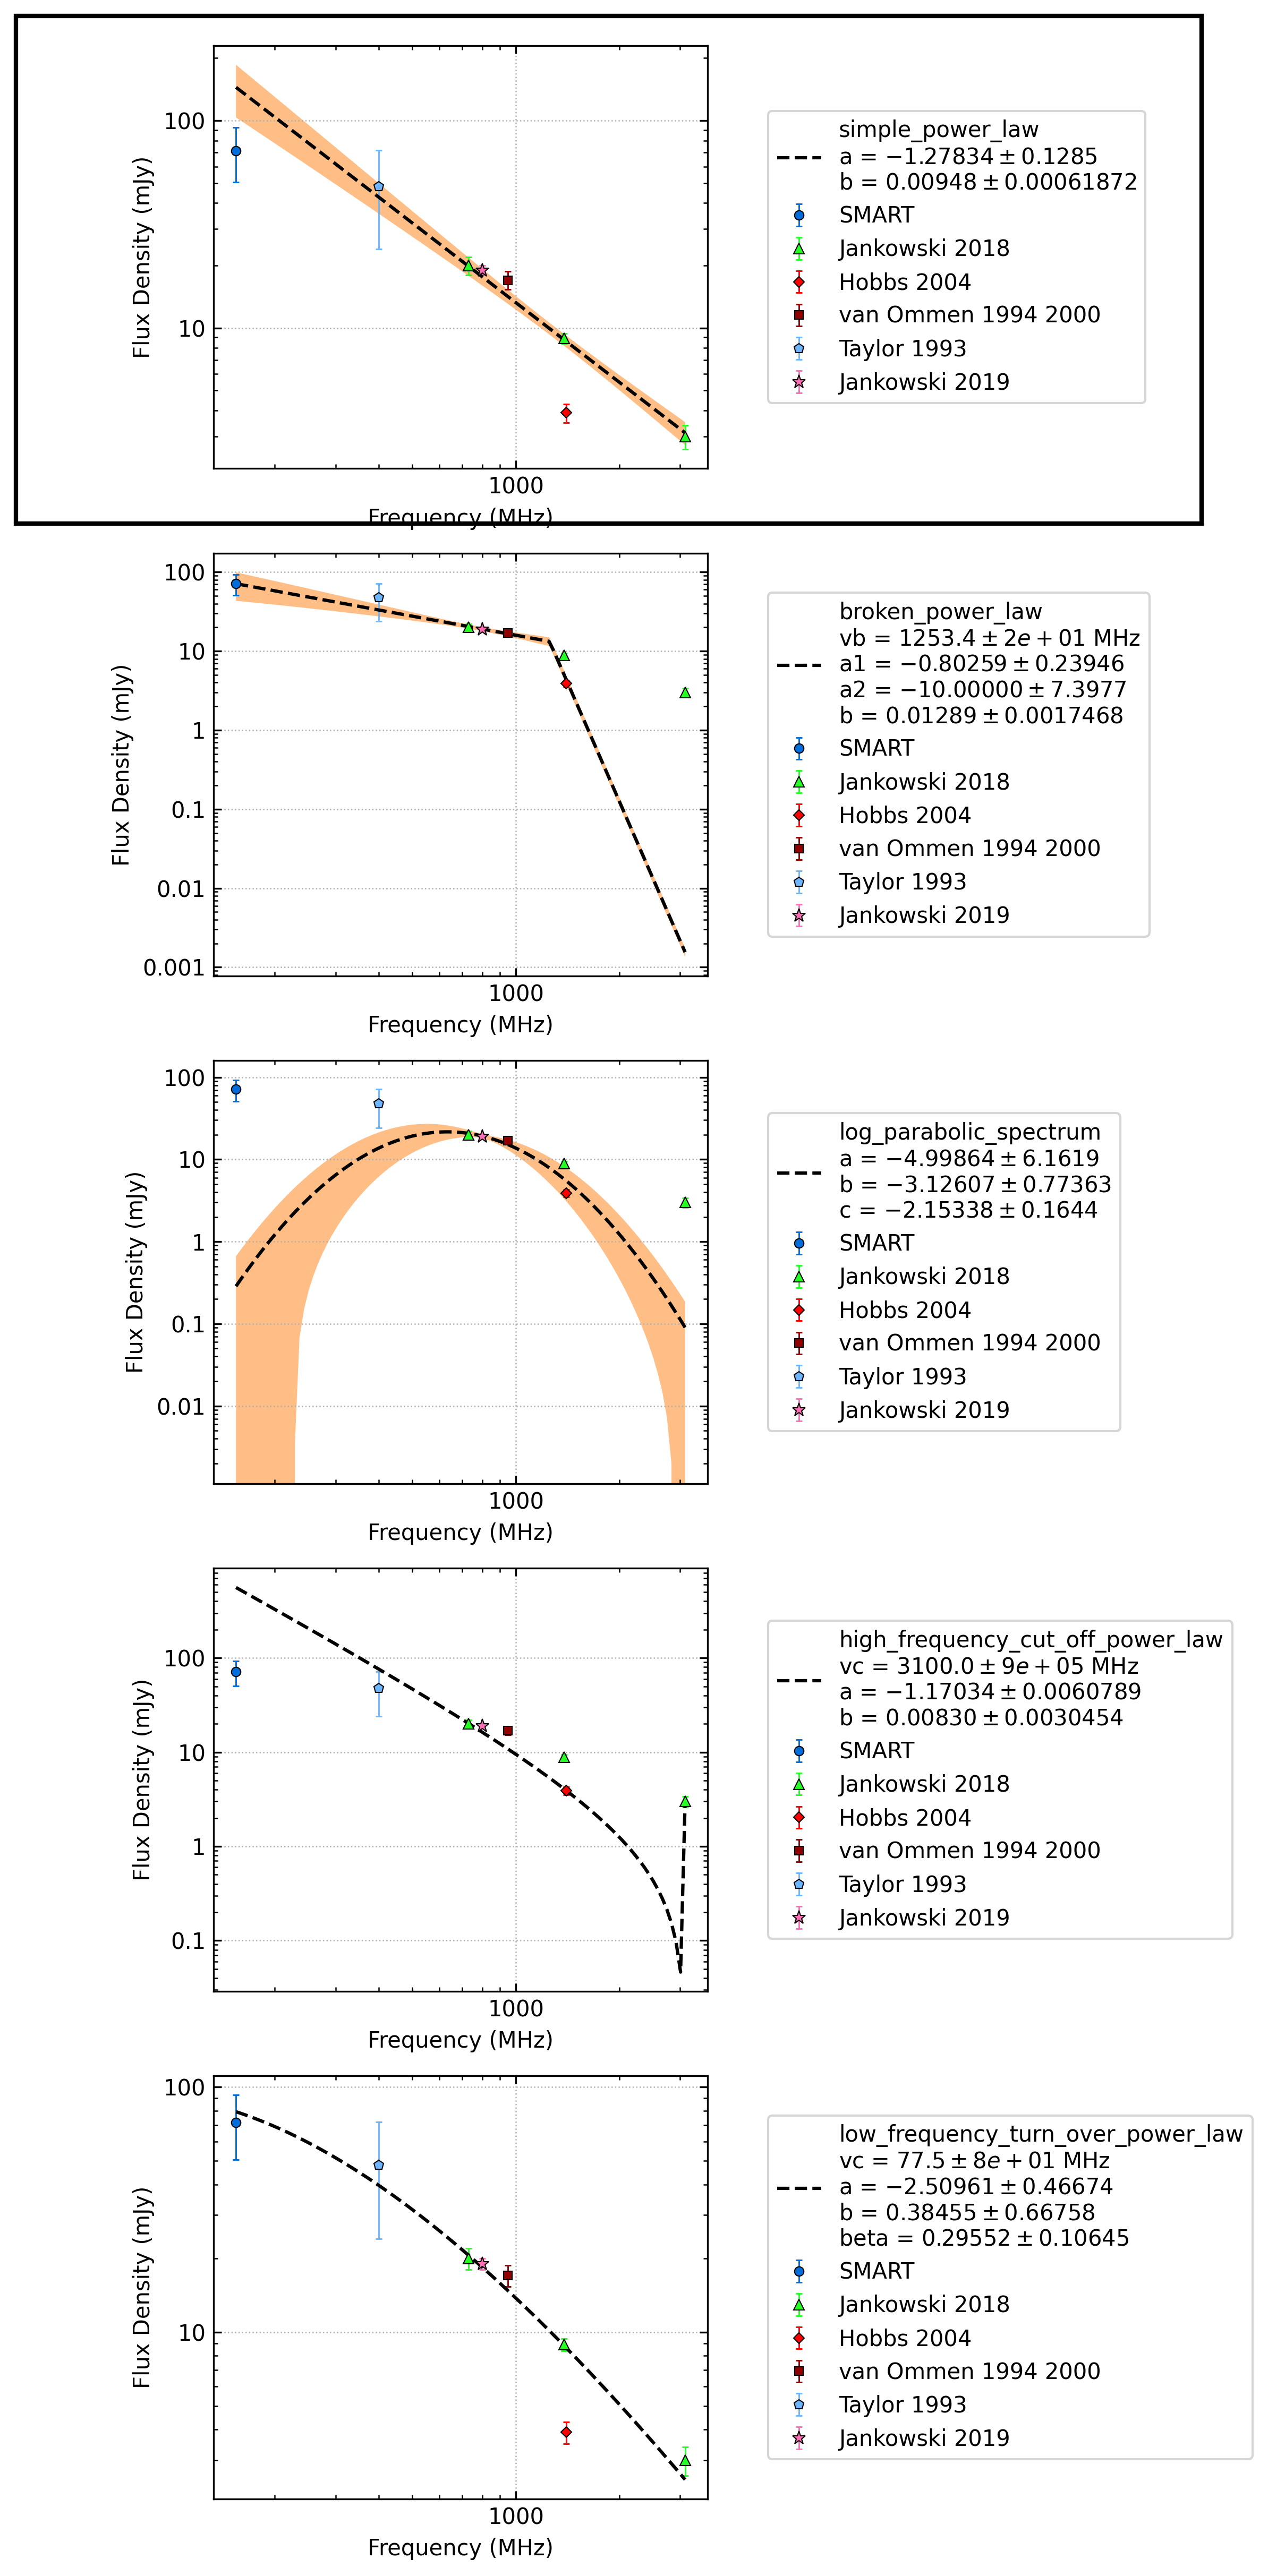 100
10
Flux Density (mJy)
1000
Frequency (MHz)
simple_power_law
a = −1.27834 ± 0.1285
b = 0.00948 ± 0.00061872
SMART
Jankowski 2018
Hobbs 2004
van Ommen 1994 2000
Taylor 1993
Jankowski 2019
100
10
1
0.1
0.01
0.001
Flux Density (mJy)
1000
Frequency (MHz)
broken_power_law
vb = 1253.4 ± 2e + 01 MHz
a1 = −0.80259 ± 0.23946
a2 = −10.00000 ± 7.3977
b = 0.01289 ± 0.0017468
SMART
Jankowski 2018
Hobbs 2004
van Ommen 1994 2000
Taylor 1993
Jankowski 2019
100
10
1
0.1
0.01
Flux Density (mJy)
1000
Frequency (MHz)
log_parabolic_spectrum
a = −4.99864 ± 6.1619
b = −3.12607 ± 0.77363
c = −2.15338 ± 0.1644
SMART
Jankowski 2018
Hobbs 2004
van Ommen 1994 2000
Taylor 1993
Jankowski 2019
100
10
1
0.1
Flux Density (mJy)
1000
Frequency (MHz)
high_frequency_cut_off_power_law
vc = 3100.0 ± 9e + 05 MHz
a = −1.17034 ± 0.0060789
b = 0.00830 ± 0.0030454
SMART
Jankowski 2018
Hobbs 2004
van Ommen 1994 2000
Taylor 1993
Jankowski 2019
100
10
Flux Density (mJy)
1000
Frequency (MHz)
low_frequency_turn_over_power_law
vc = 77.5 ± 8e + 01 MHz
a = −2.50961 ± 0.46674
b = 0.38455 ± 0.66758
beta = 0.29552 ± 0.10645
SMART
Jankowski 2018
Hobbs 2004
van Ommen 1994 2000
Taylor 1993
Jankowski 2019